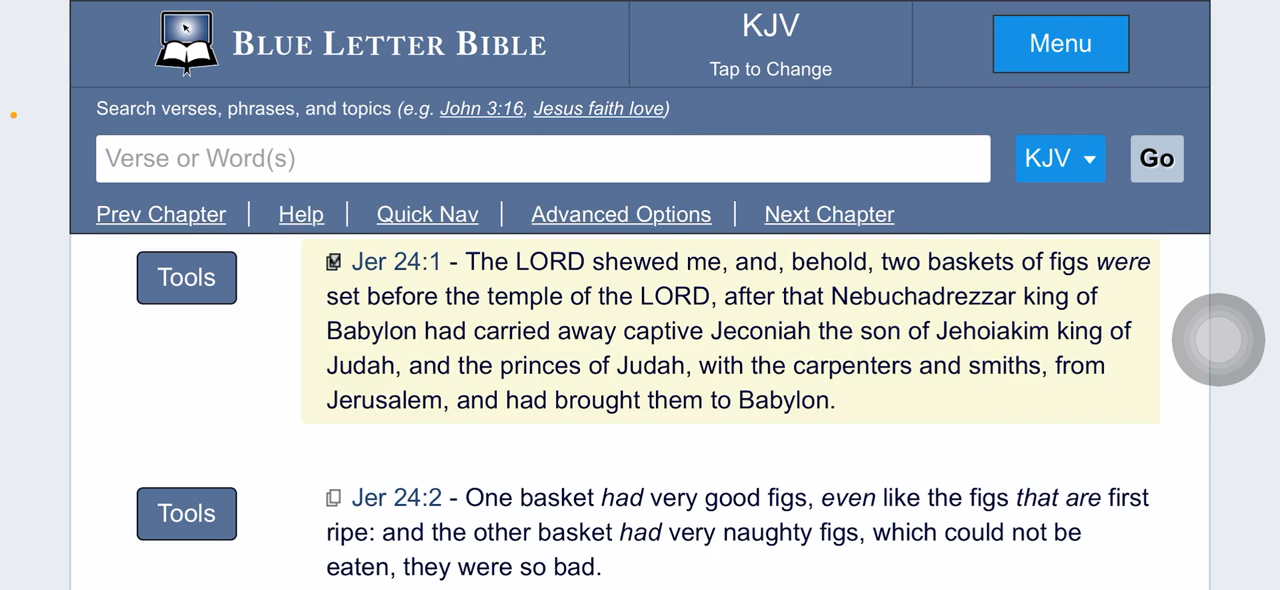 BLUE LETTER BIBLE
KJV
Tap to Change
Menu
Search verses, phrases, and topics (e.g. John 3:16, Jesus faith love)
Verse or Word(s)
KJV
Go
Prev Chapter | Help | Quick Nav | Advanced Options | Next Chapter
Tools
Jer 24:1 - The LORD shewed me, and, behold, two baskets of figs were
set before the temple of the LORD, after that Nebuchadrezzar king of
Babylon had carried away captive Jeconiah the son of Jehoiakim king of
Judah, and the princes of Judah, with the carpenters and smiths, from
Jerusalem, and had brought them to Babylon.
Tools
Jer 24:2 - One basket had very good figs, even like the figs that are first
ripe: and the other basket had very naughty figs, which could not be
eaten, they were so bad.